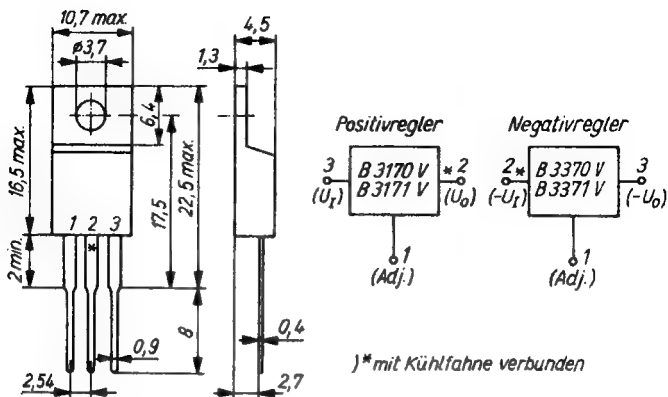 10,7 max.
ø3,7
4,5
1,3
6,4
16,5 max.
17,5
22,5 max.
1 2 3
*
2 min.
8
0,9
0,4
2,54
2,7
Positivregler
3
(U_I)
B 3170 V
B 3171 V
* 2
(U_O)
1
(Adj.)
Negativregler
2 *
(-U_I)
B 3370 V
B 3371 V
3
(-U_O)
1
(Adj.)
)* mit Kühlfahne verbunden